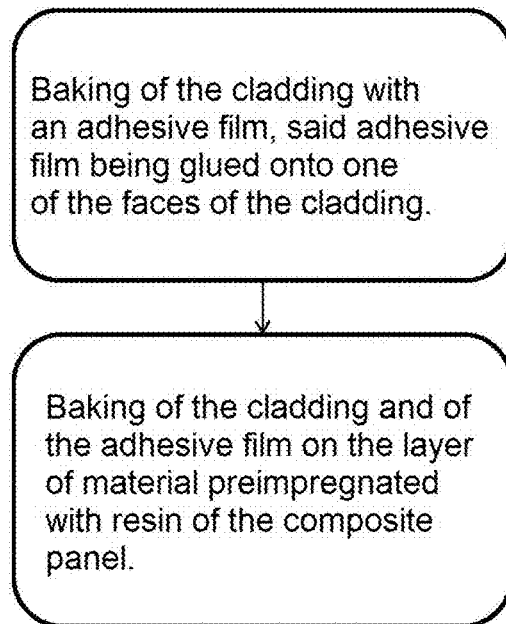 Baking of the cladding with
an adhesive film, said adhesive
film being glued onto one
of the faces of the cladding.
Baking of the cladding and of
the adhesive film on the layer
of material preimpregnated
with resin of the composite
panel.